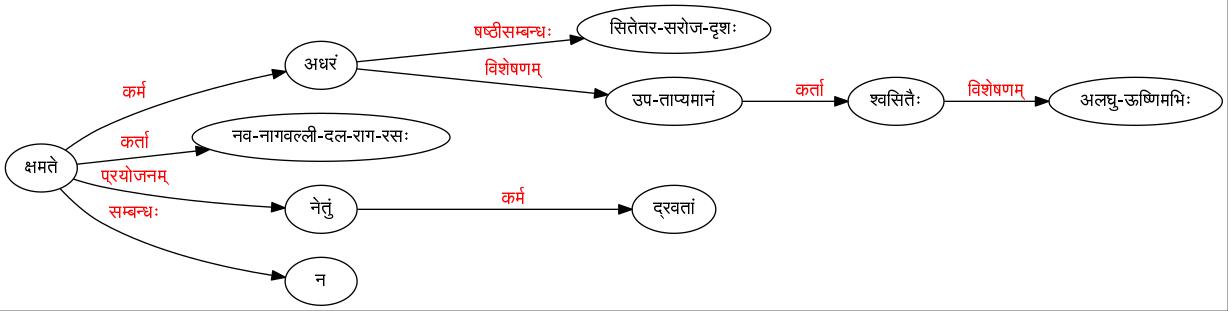 सितेतर-सरोज-दृशः
षष्ठीसम्बन्धः
अधरं
विशेषणम्
कर्म
उप-ताप्यमानं
कर्ता
श्वसितैः
विशेषणम्
अलघु-ऊष्णिमभिः
कर्ता
नव-नागवल्ली-दल-राग-रसः
क्षमते
प्रयोजनम्
नेतुं
कर्म
द्रवतां
सम्बन्धः
न